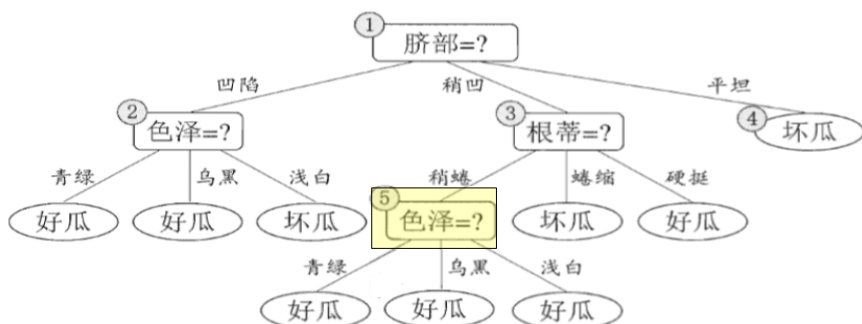 ① 脐部=?
凹陷 稍凹 平坦
② 色泽=? ③ 根蒂=? ④ 坏瓜
青绿 乌黑 浅白 稍蜷 蜷缩 硬挺
好瓜 好瓜 坏瓜 ⑤ 色泽=? 坏瓜 好瓜
青绿 乌黑 浅白
好瓜 好瓜 好瓜